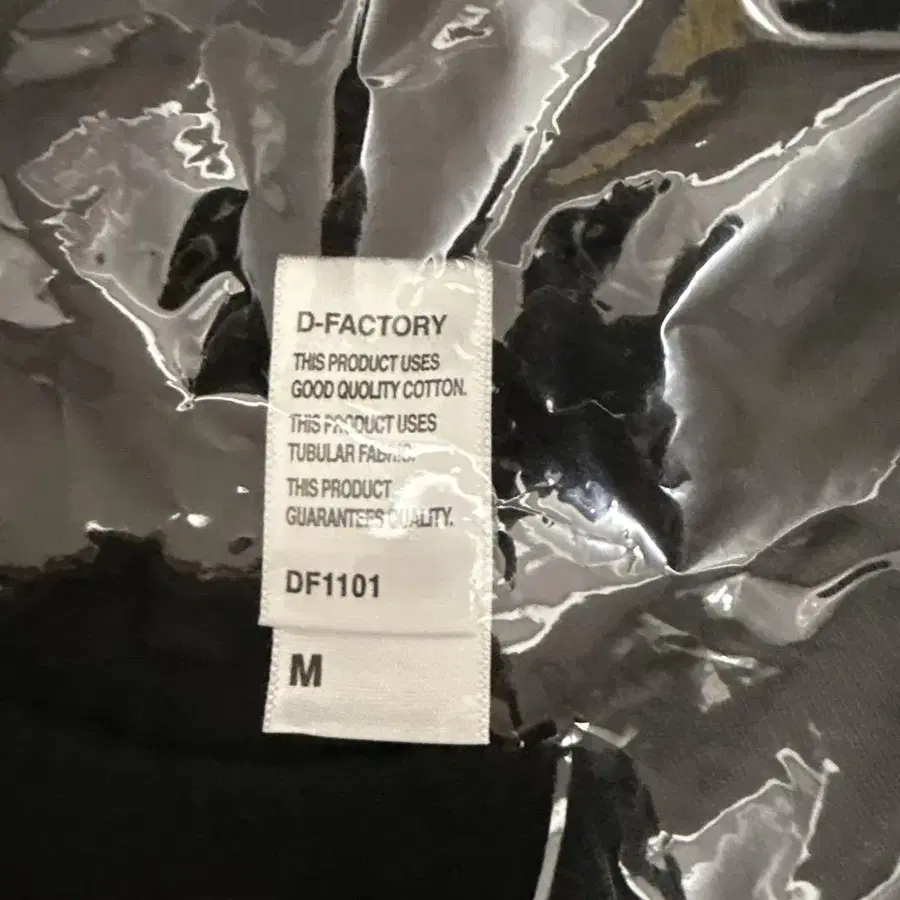 D-FACTORY
THIS PRODUCT USES
GOOD QUOLITY COTTON.
THIS PRODUCT USES
TUBULAR FABRIC.
THIS PRODUCT
GUARANTEES QUALITY.
DF1101
M